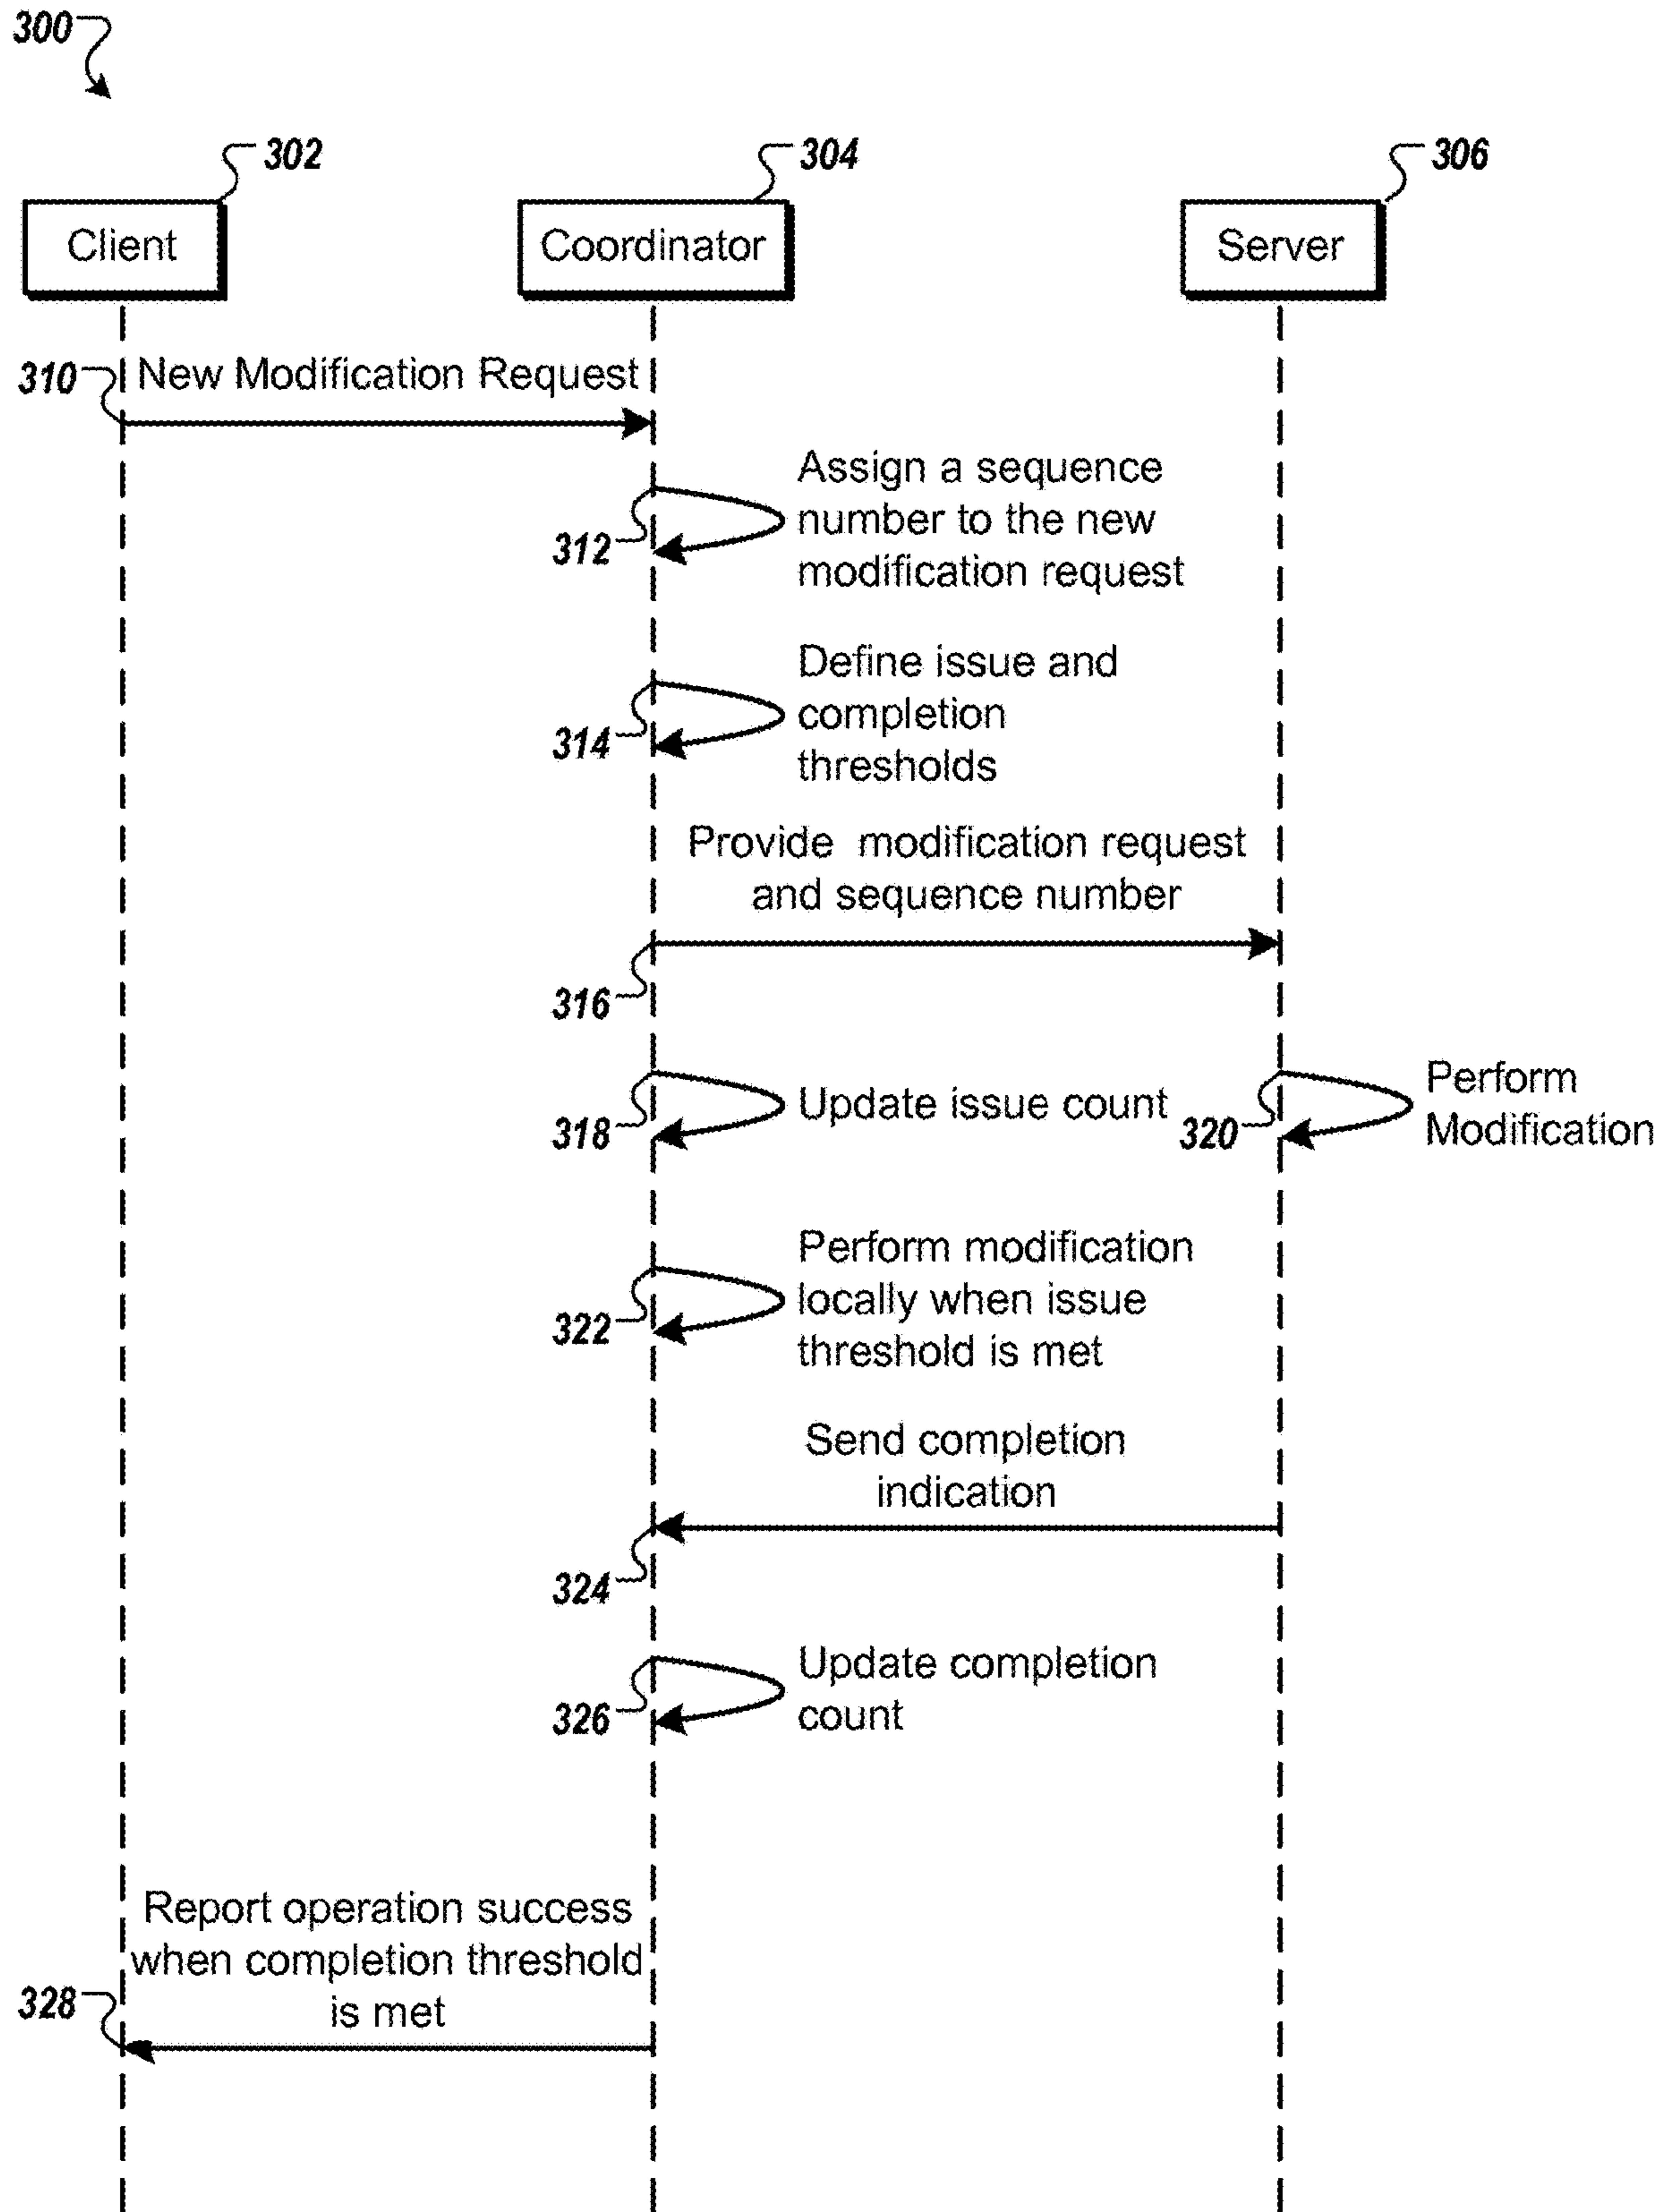 300
302
304
306
Client
Coordinator
Server
310
New Modification Request
Assign a sequence
number to the new
modification request
312
Define issue and
completion
thresholds
314
Provide modification request
and sequence number
316
Update issue count
318
Perform
Modification
320
Perform modification
locally when issue
threshold is met
322
Send completion
indication
324
Update completion
count
326
Report operation success
when completion threshold
is met
328